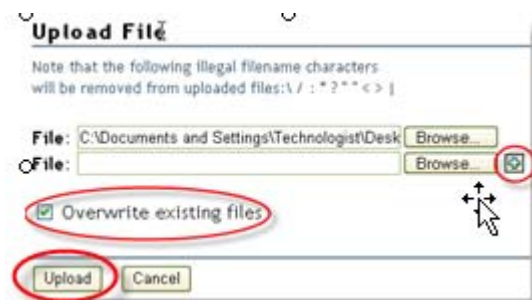 Upload File
Note that the following illegal filename characters
will be removed from uploaded files:\ / : * ? " " < > |
File: C:\Documents and Settings\Technologist\Desk Browse...
File: Browse...
Overwrite existing files
Upload Cancel